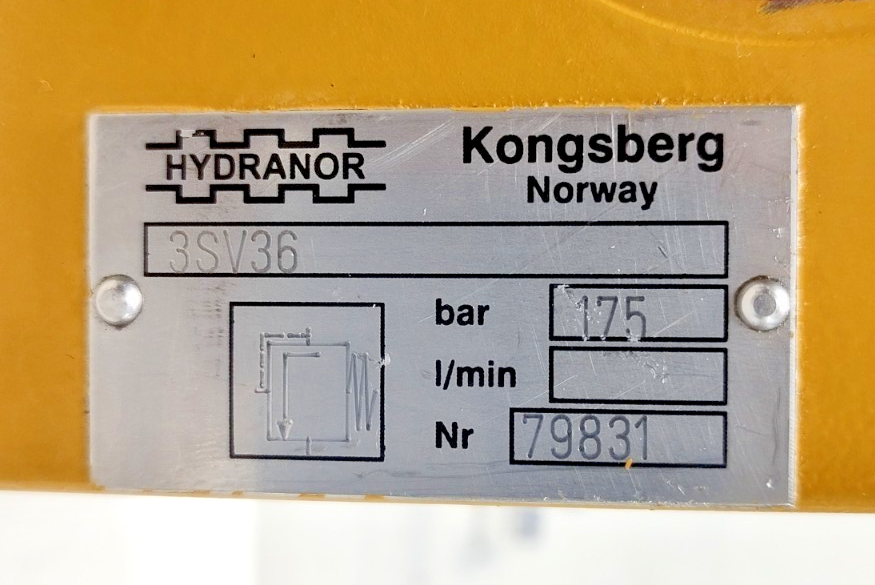 HYDRANOR
Kongsberg
Norway
3SV36
bar 175
l/min
Nr 79831